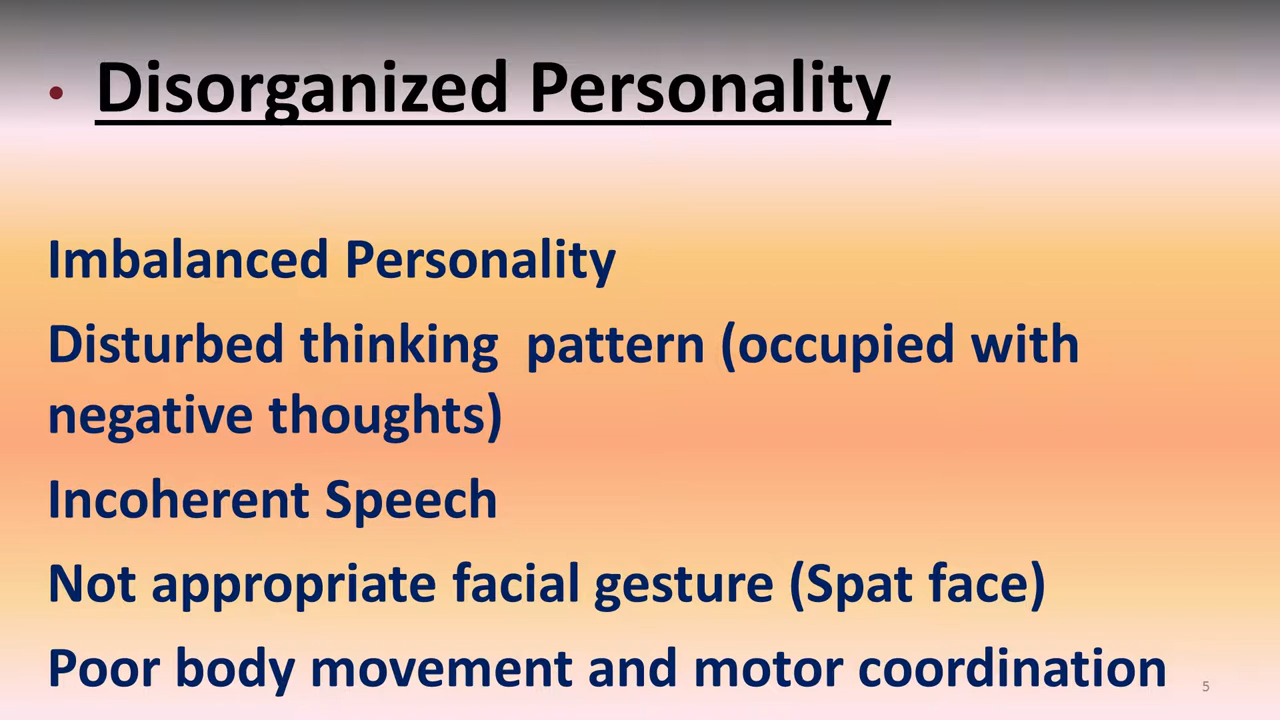 • Disorganized Personality
Imbalanced Personality
Disturbed thinking  pattern (occupied with
negative thoughts)
Incoherent Speech
Not appropriate facial gesture (Spat face)
Poor body movement and motor coordination
5